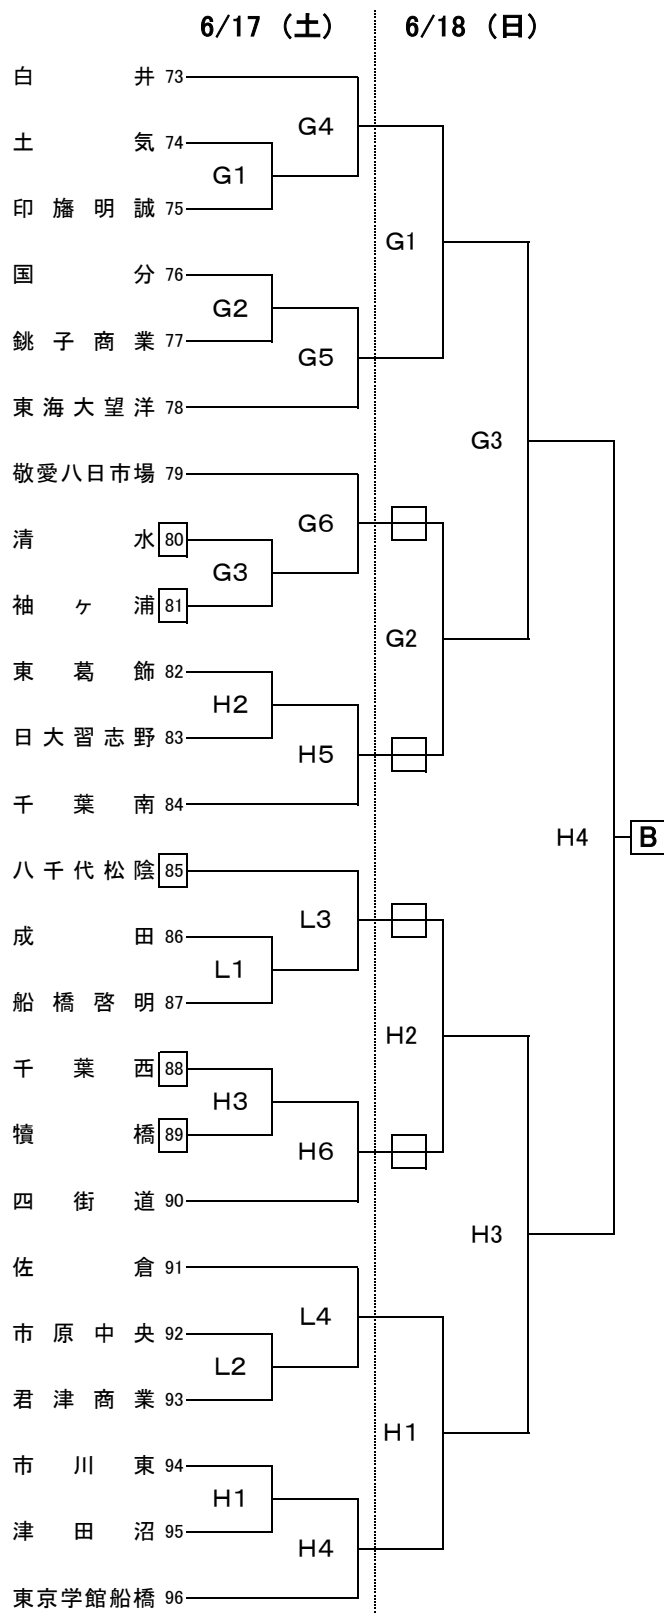 6/17（土） 6/18（日）
白井 73
G4
土気 74
G1
印旛明誠 75
G1
国分 76
G2
銚子商業 77
G5
東海大望洋 78
G3
敬愛八日市場 79
G6
清水 80
G3
袖ヶ浦 81
G2
東葛飾 82
H2
日大習志野 83
H5
千葉南 84
H4 B
八千代松陰 85
L3
成田 86
L1
船橋啓明 87
H2
千葉西 88
H3
犢橋 89
H6
四街道 90
H3
佐倉 91
L4
市原中央 92
L2
君津商業 93
H1
市川東 94
H1
津田沼 95
H4
東京学館船橋 96